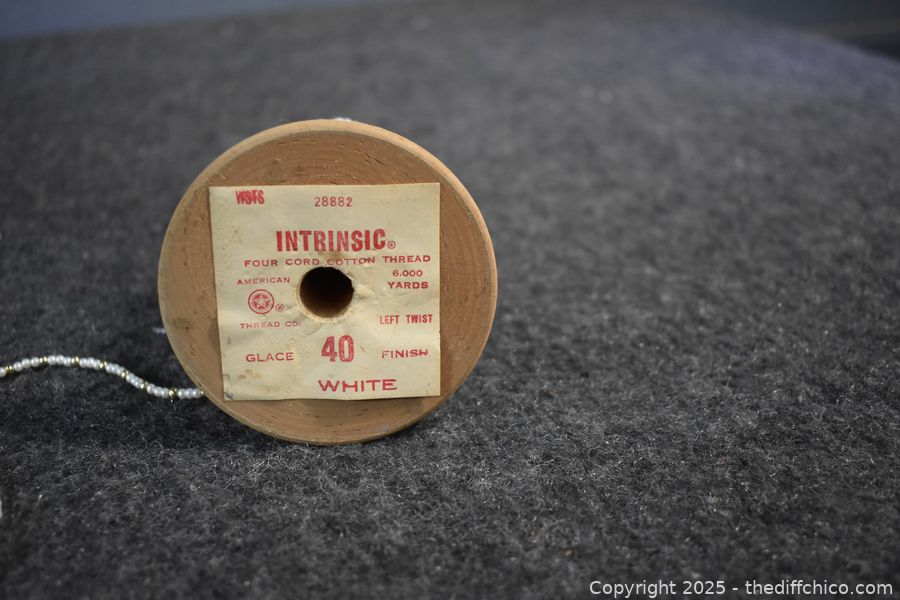 W.S.T.S 28882
INTRINSIC®
FOUR CORD COTTON THREAD
AMERICAN
6.000
YARDS
THREAD CO.
LEFT TWIST
GLACE 40 FINISH
WHITE
Copyright 2025 - thediffchico.com